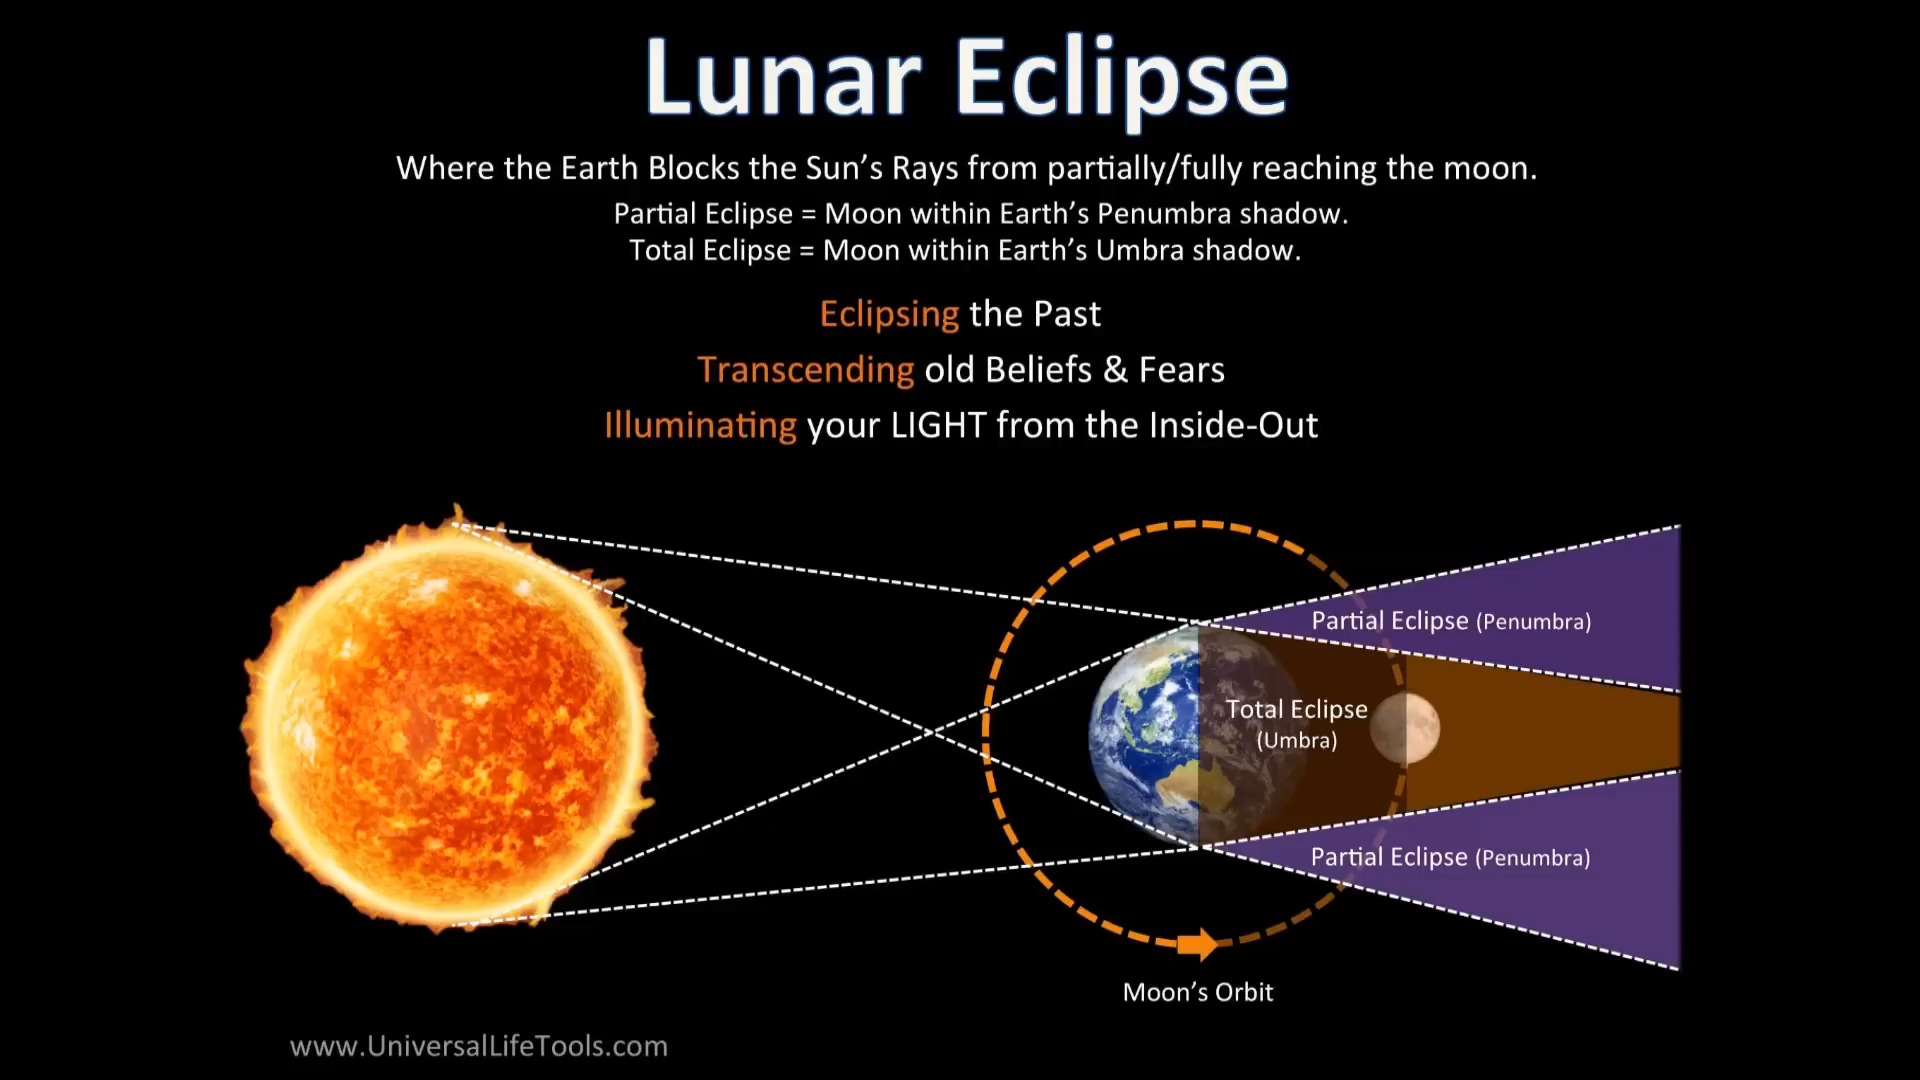 Lunar Eclipse
Where the Earth Blocks the Sun’s Rays from partially/fully reaching the moon.
Partial Eclipse = Moon within Earth’s Penumbra shadow.
Total Eclipse = Moon within Earth’s Umbra shadow.
Eclipsing the Past
Transcending old Beliefs & Fears
Illuminating your LIGHT from the Inside-Out
Partial Eclipse (Penumbra)
Total Eclipse
(Umbra)
Partial Eclipse (Penumbra)
Moon’s Orbit
www.UniversalLifeTools.com